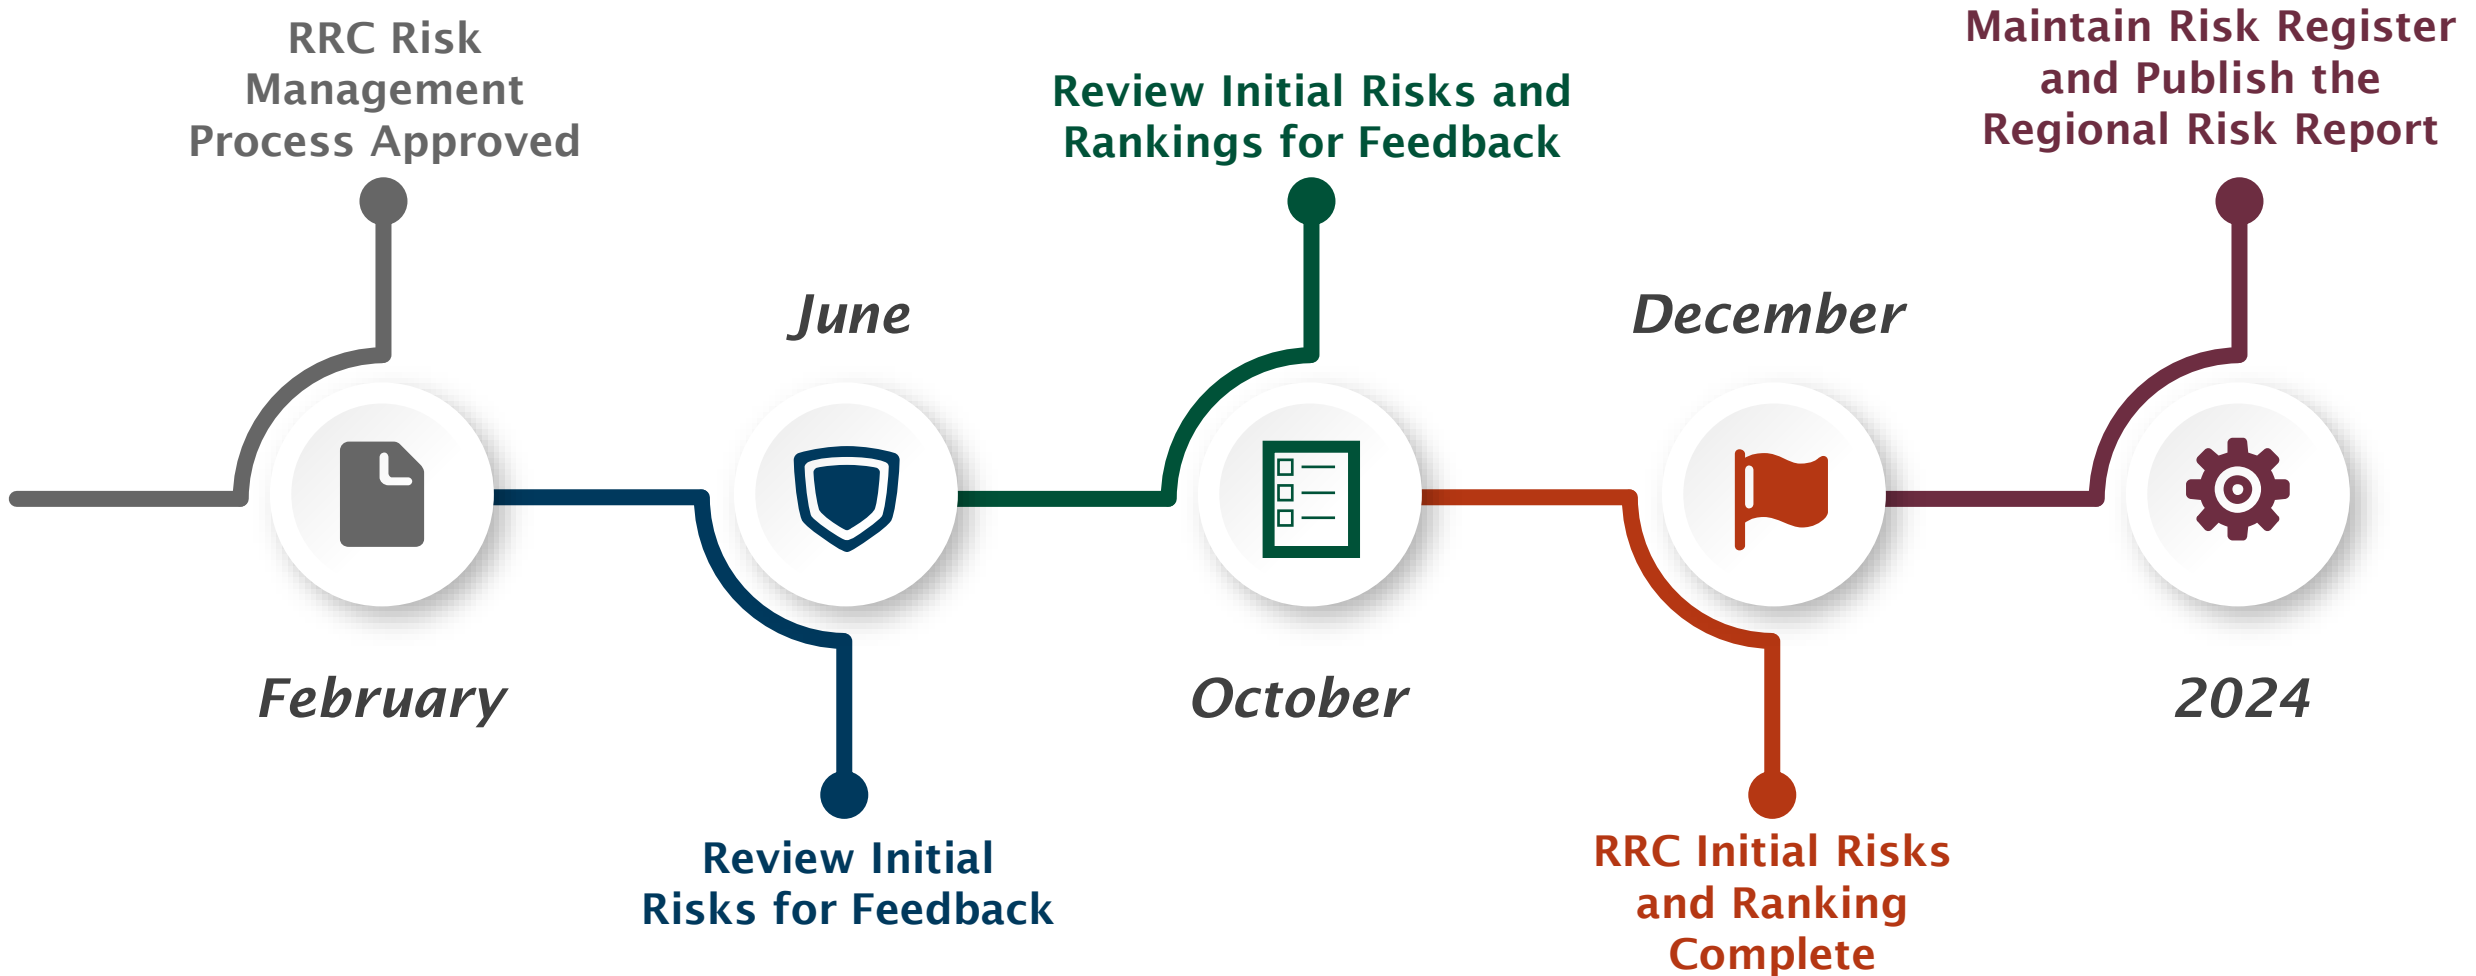 RRC Risk
Management
Process Approved
February
June
Review Initial
Risks for Feedback
Review Initial Risks and
Rankings for Feedback
October
December
RRC Initial Risks
and Ranking
Complete
Maintain Risk Register
and Publish the
Regional Risk Report
2024